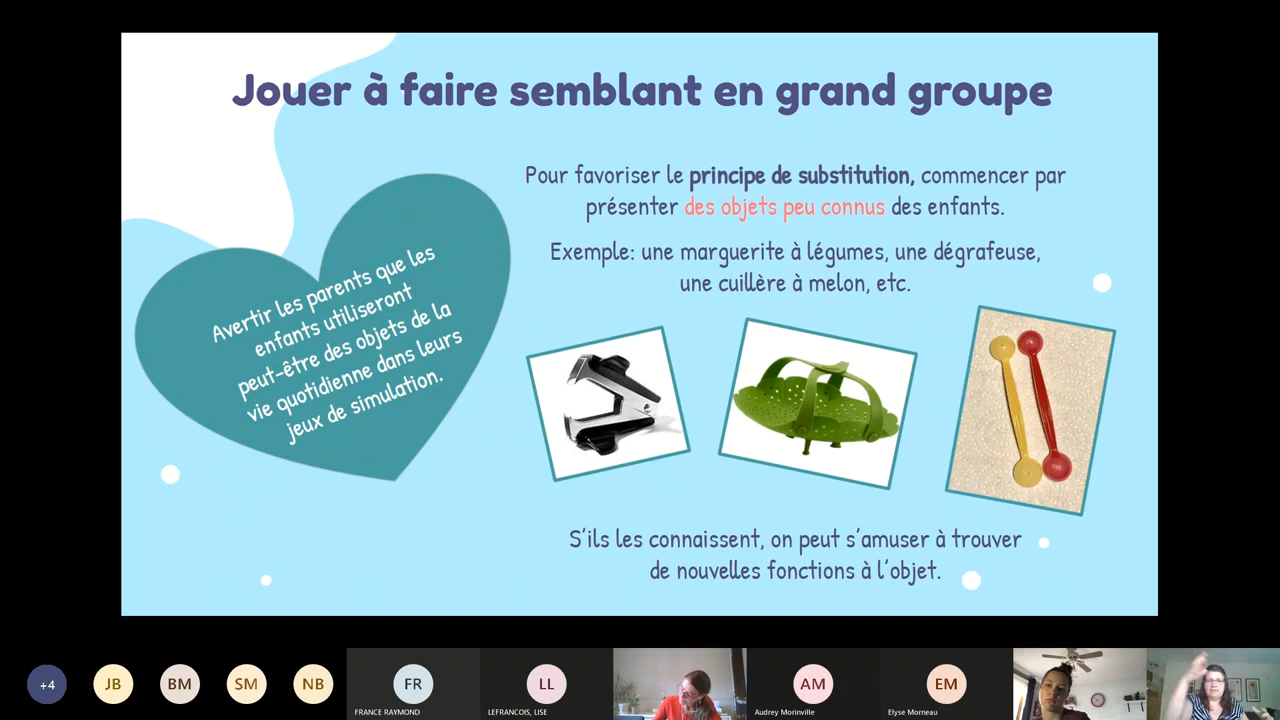 Jouer à faire semblant en grand groupe
Pour favoriser le principe de substitution, commencer par
présenter des objets peu connus des enfants.
Exemple: une marguerite à légumes, une dégrafeuse,
une cuillère à melon, etc.
Avertir les parents que les
enfants utiliseront
peut-être des objets de la
vie quotidienne dans leurs
jeux de simulation.
S'ils les connaissent, on peut s'amuser à trouver
de nouvelles fonctions à l'objet.
+4
JB
BM
SM
NB
FR
FRANCE RAYMOND
LL
LEFRANCOIS, LISE
AM
Audrey Morinville
EM
Elyse Morneau